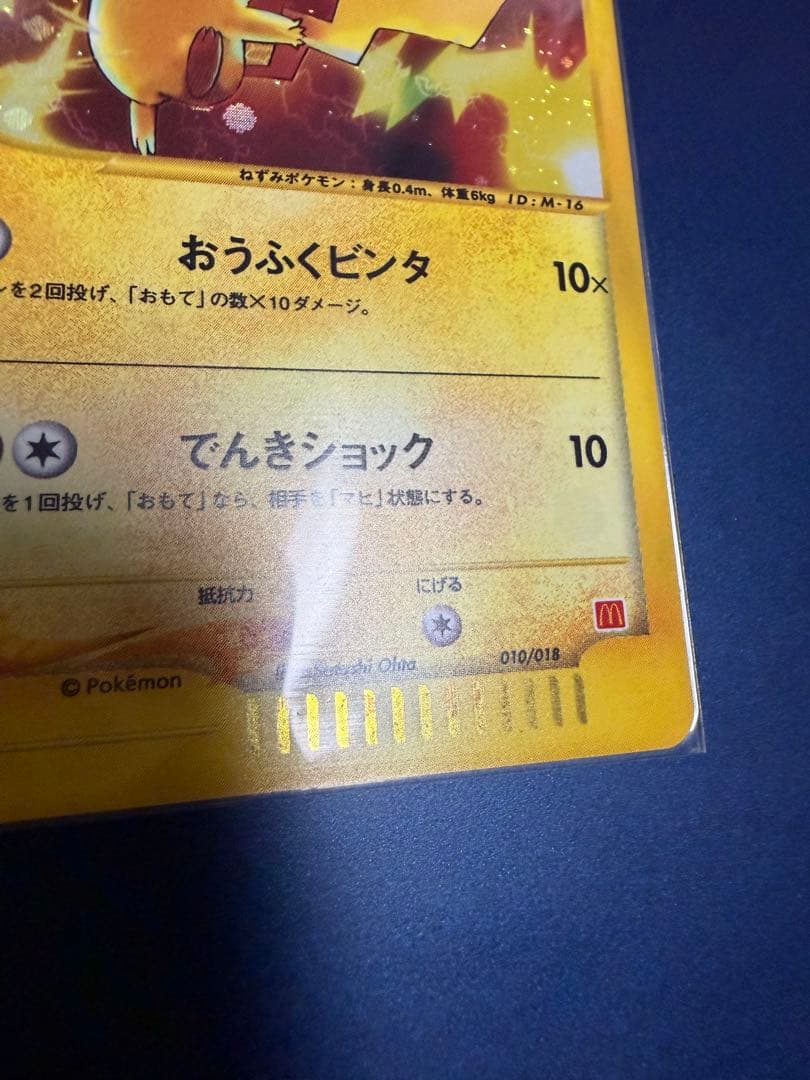 ねずみポケモン：身長0.4m、体重6kg ID:M-16
おうふくビンタ 10×
を2回投げ、「おもて」の数×10ダメージ。
でんきショック 10
を1回投げ、「おもて」なら、相手を「マヒ」状態にする。
抵抗力 にげる
Ohta 010/018
© Pokémon